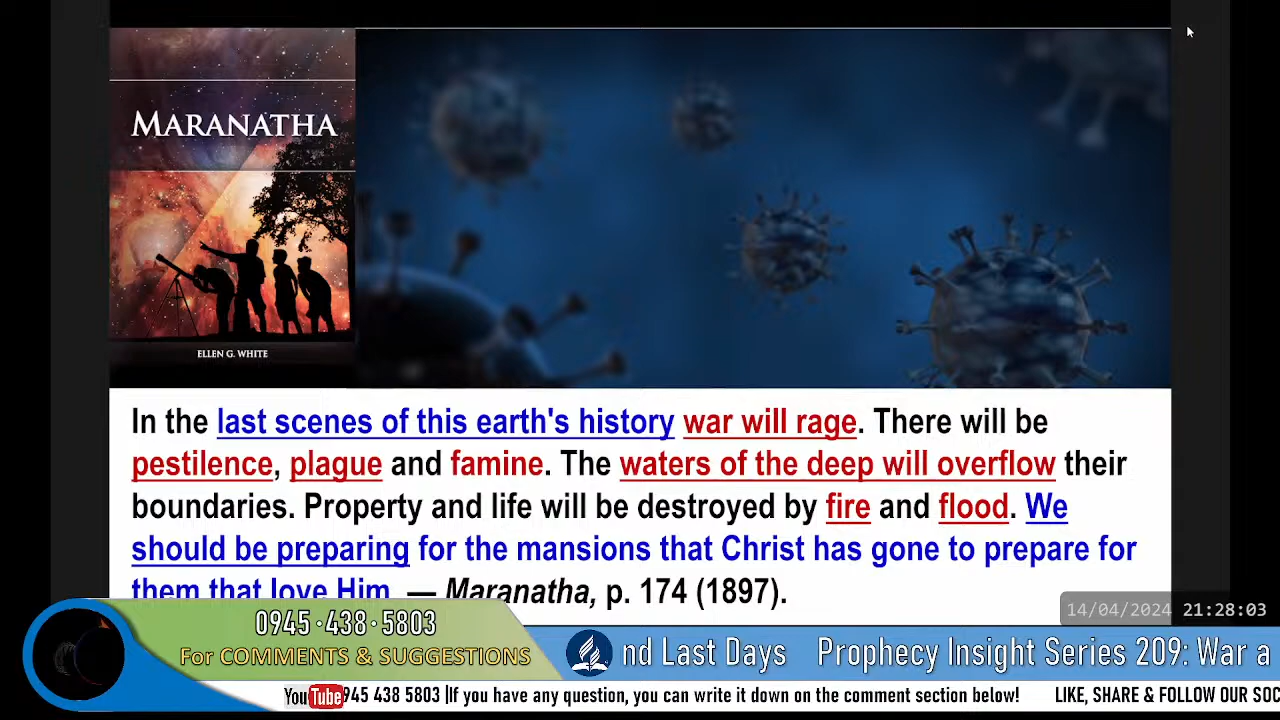 MARANATHA
ELLEN G. WHITE
In the last scenes of this earth's history war will rage. There will be
pestilence, plague and famine. The waters of the deep will overflow their
boundaries. Property and life will be destroyed by fire and flood. We
should be preparing for the mansions that Christ has gone to prepare for
them that love Him. — Maranatha, p. 174 (1897).
14/04/2024 21:28:03
0945·438·5803
For COMMENTS & SUGGESTIONS
nd Last Days Prophecy Insight Series 209: War a
YouTube 945 438 5803 |If you have any question, you can write it down on the comment section below! LIKE, SHARE & FOLLOW OUR SOC